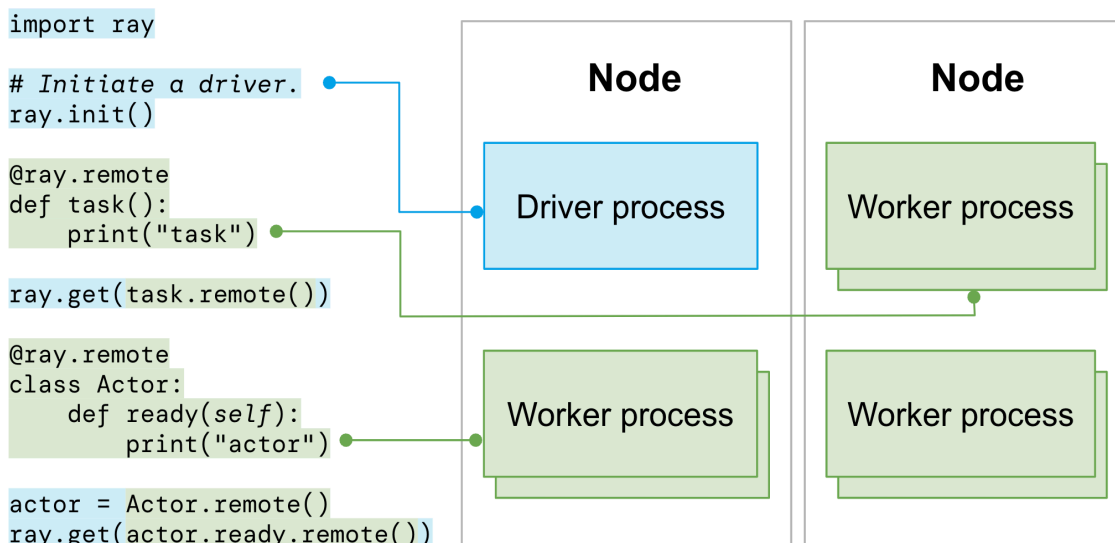 import ray
# Initiate a driver.
ray.init()
@ray.remote
def task():
    print("task")
ray.get(task.remote())
@ray.remote
class Actor:
    def ready(self):
        print("actor")
actor = Actor.remote()
ray.get(actor.ready.remote())
Node
Driver process
Worker process
Node
Worker process
Worker process